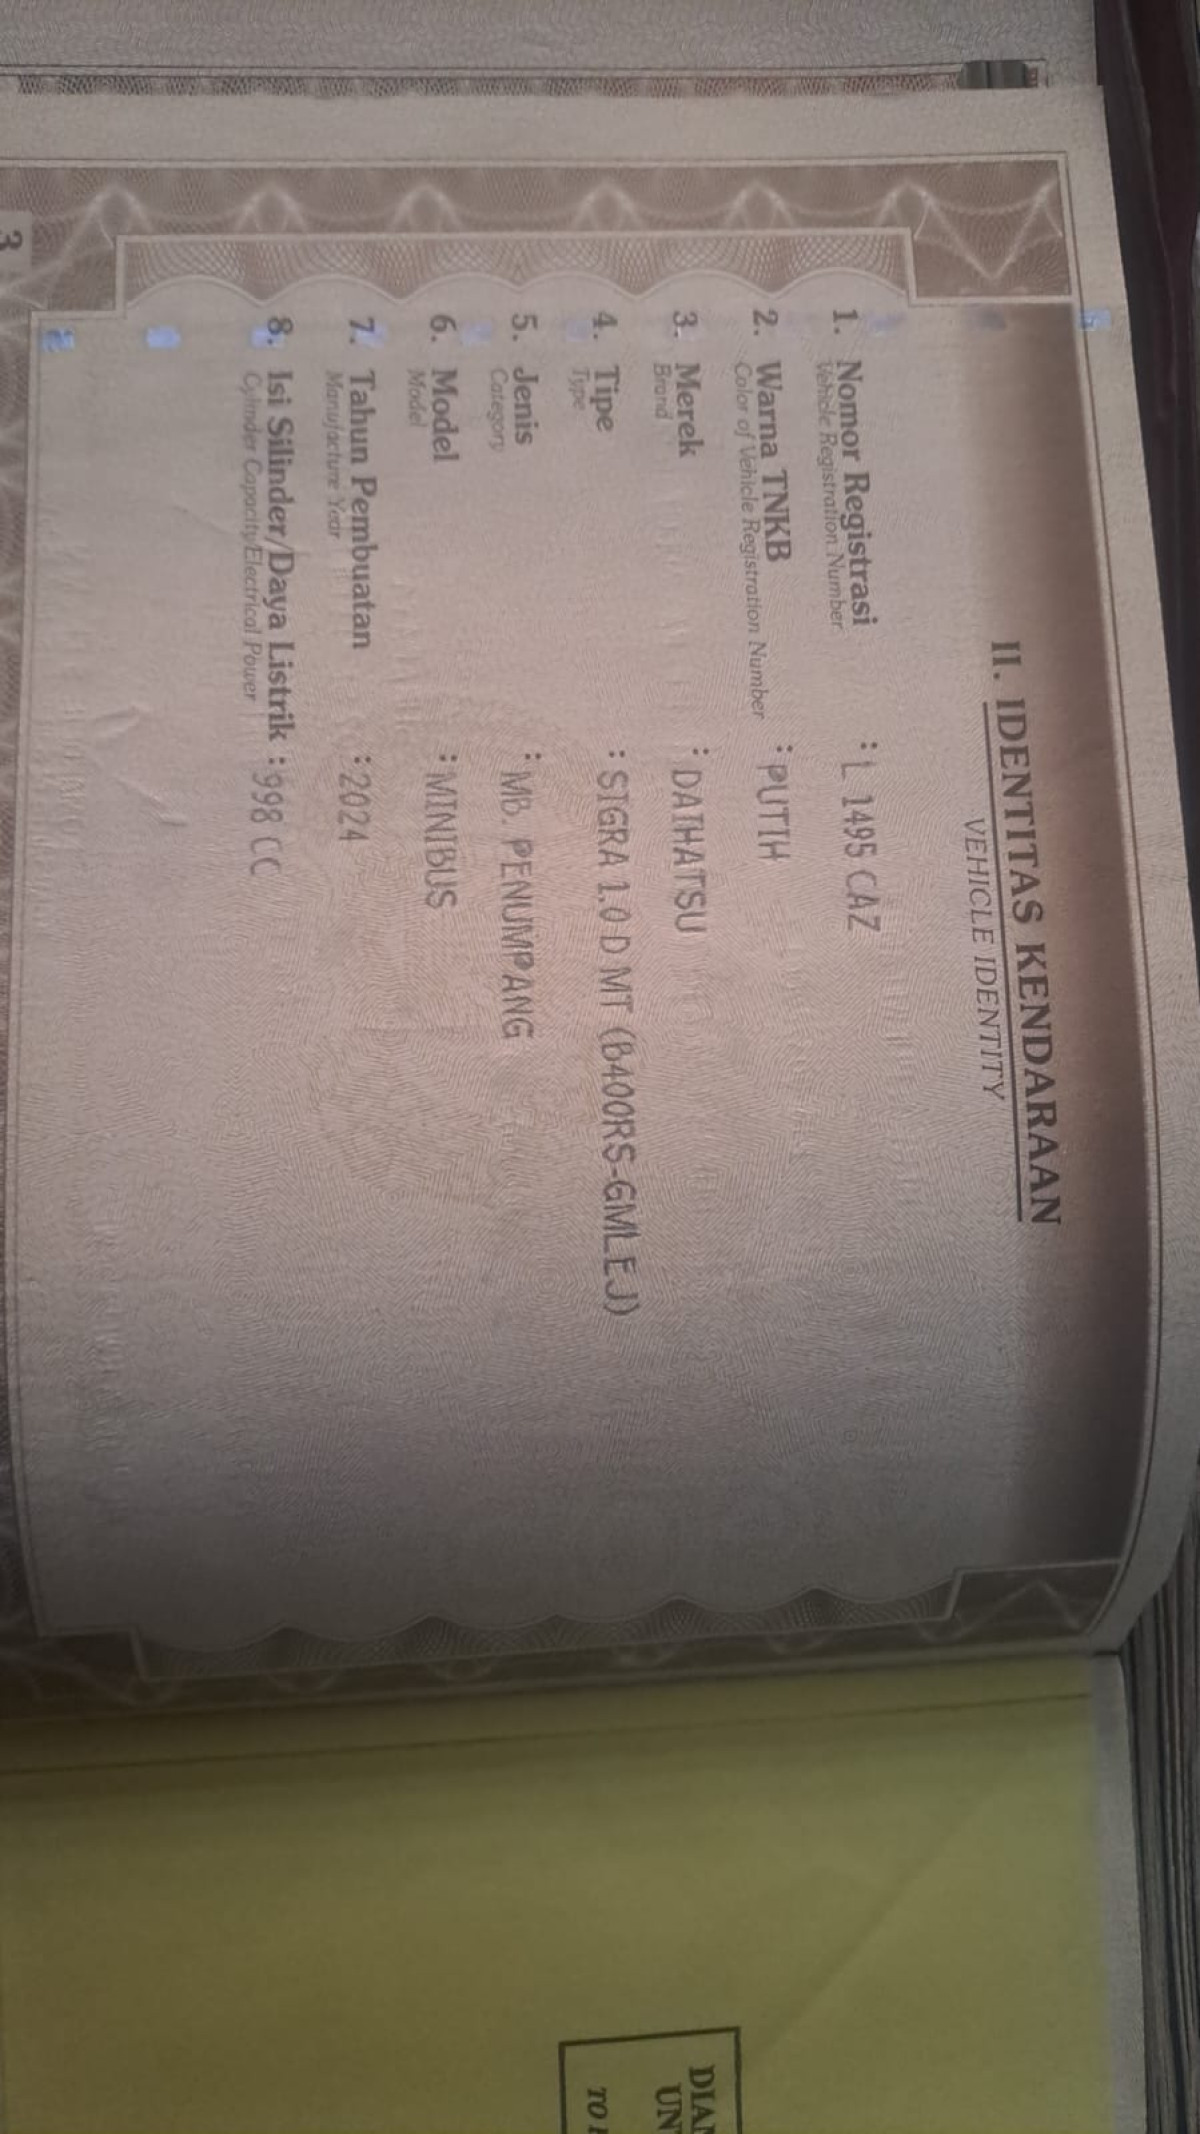 II. IDENTITAS KENDARAAN
VEHICLE IDENTITY
1. Nomor Registrasi : L 1495 CAZ
Vehicle Registration Number
2. Warna TNKB : PUTIH
Color of Vehicle Registration Number
3. Merek : DAIHATSU
Brand
4. Tipe : SIGRA 1.0 D MT (B400RS-GMLEJ)
Type
5. Jenis : MB. PENUMPANG
Category
6. Model : MINIBUS
Model
7. Tahun Pembuatan : 2024
Manufacture Year
8. Isi Silinder/Daya Listrik : 998 CC
Cylinder Capacity/Electrical Power
3
TO